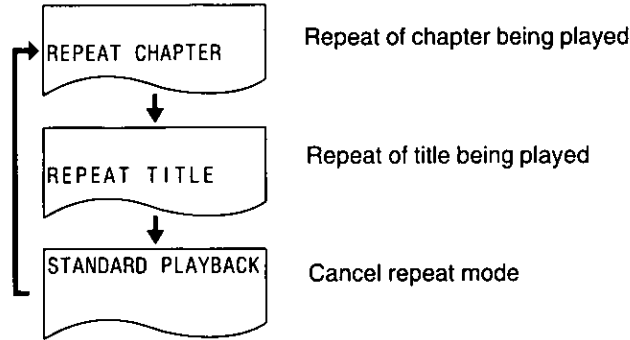 REPEAT CHAPTER
Repeat of chapter being played
REPEAT TITLE
Repeat of title being played
STANDARD PLAYBACK
Cancel repeat mode